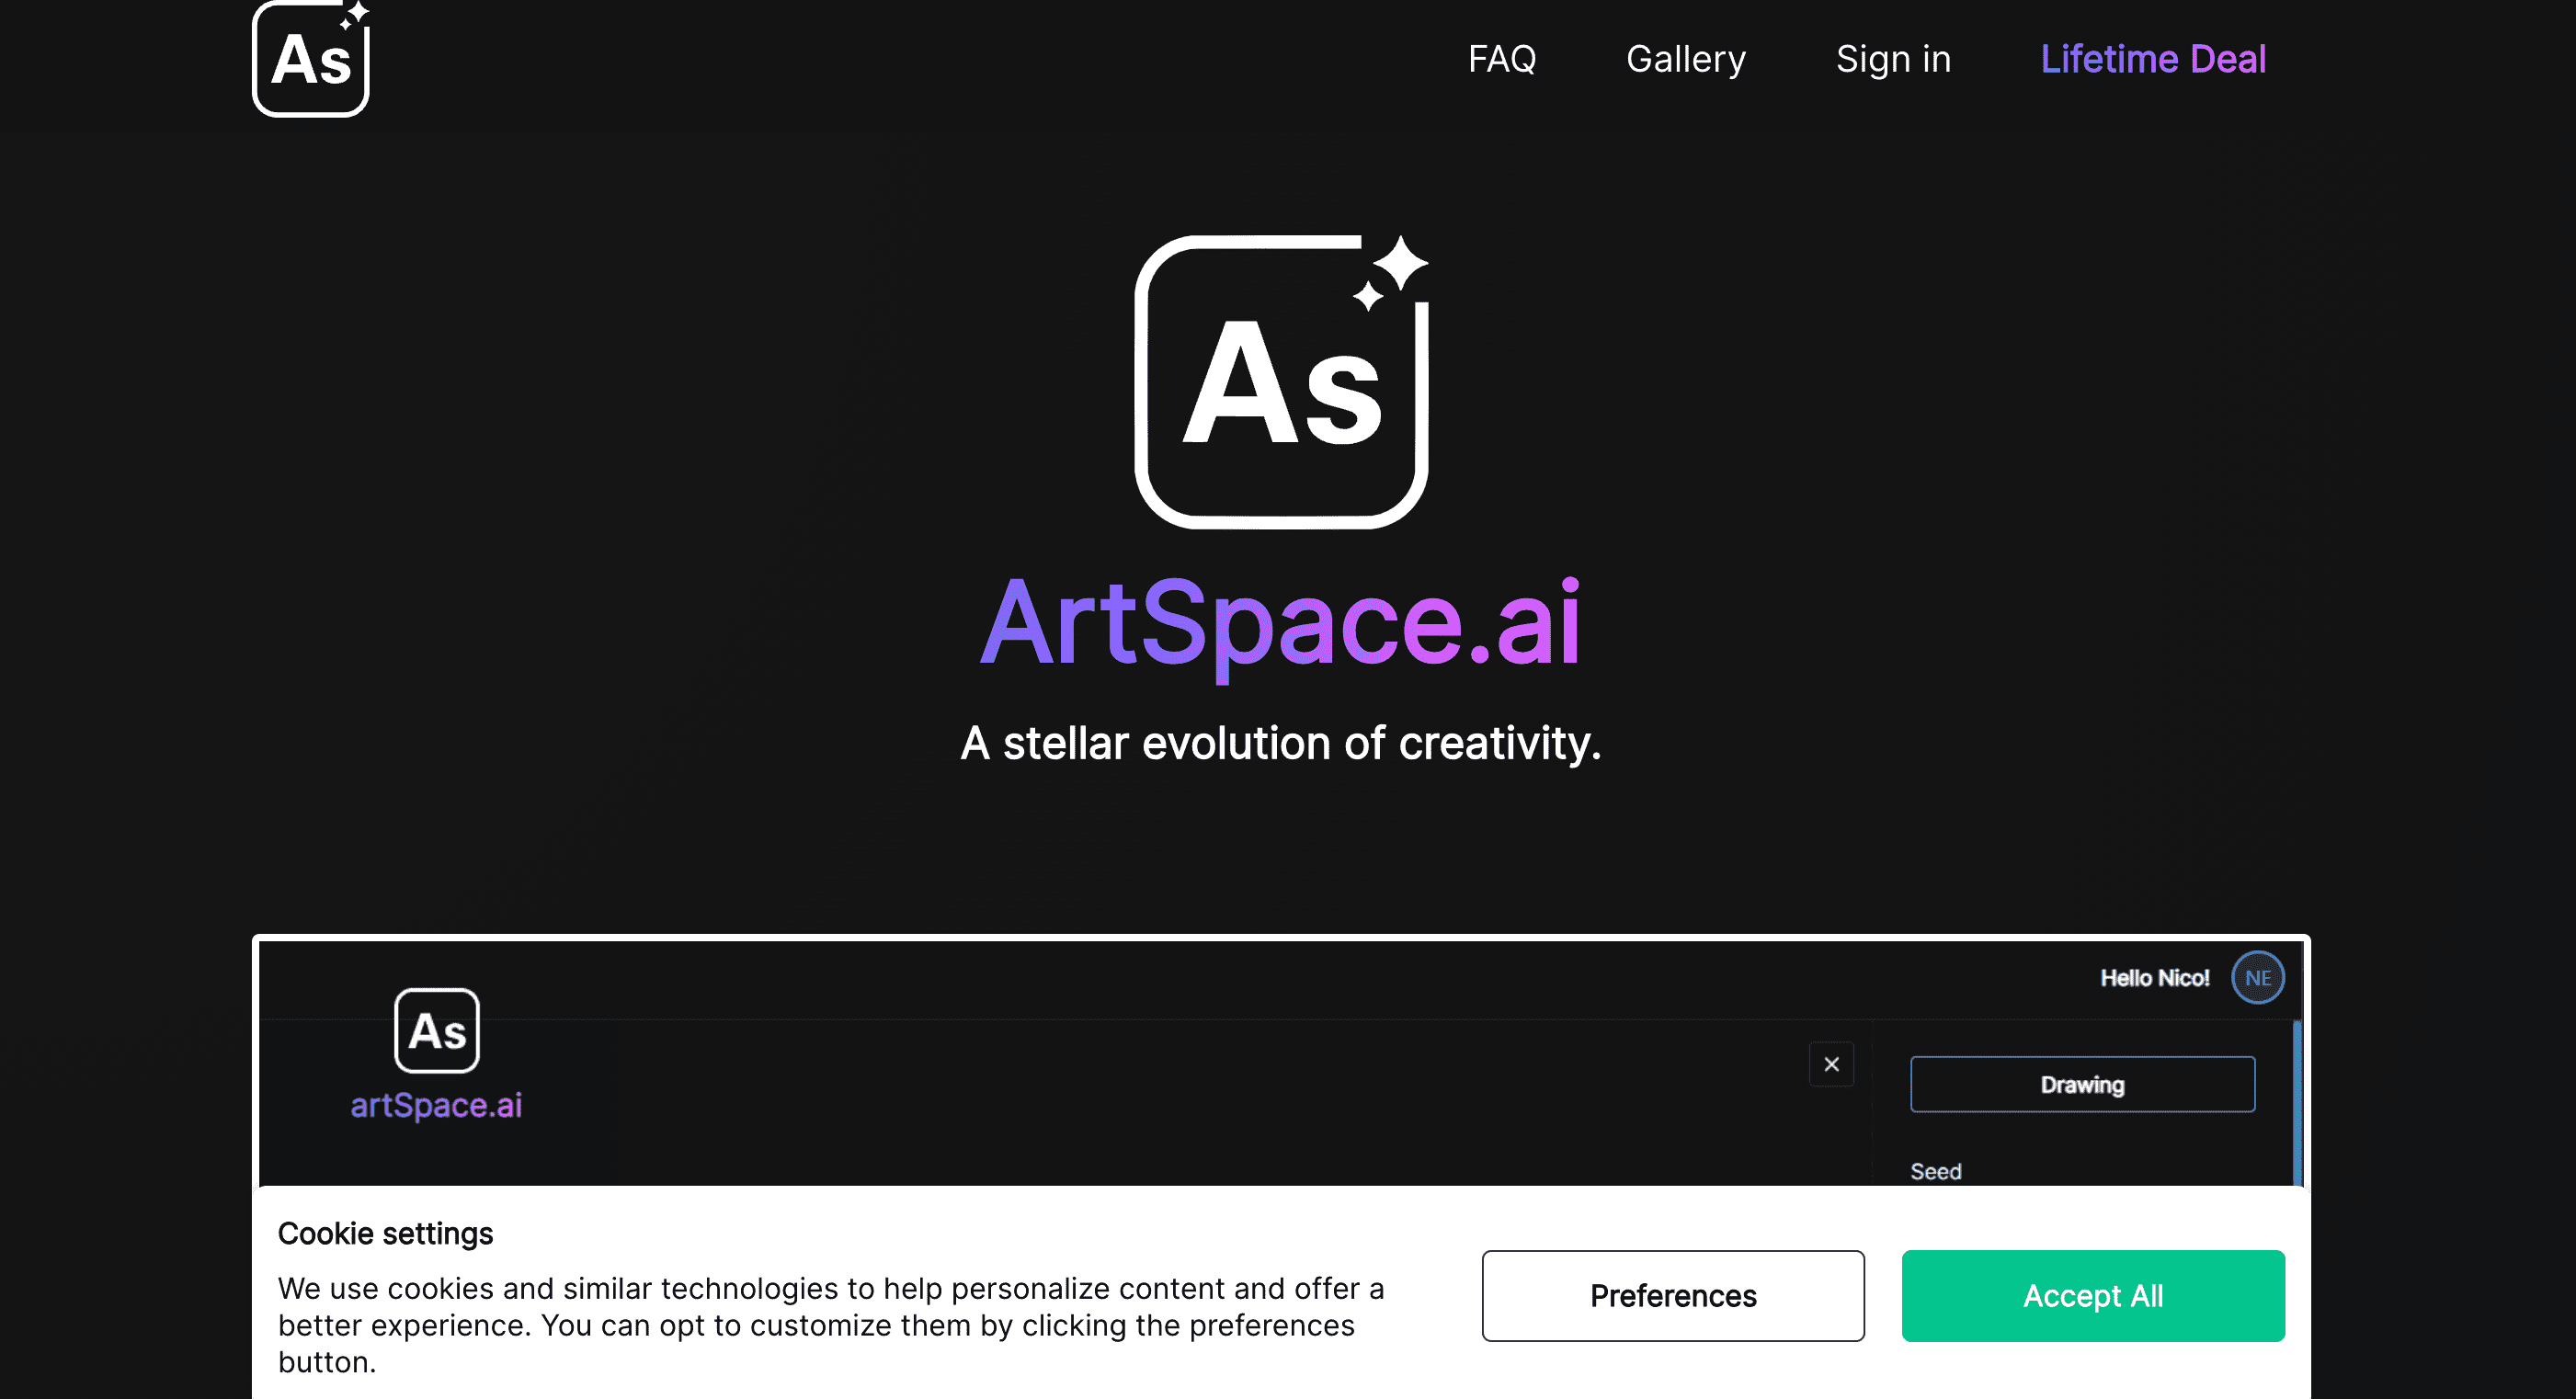 As
FAQ
Gallery
Sign in
Lifetime Deal
As
ArtSpace.ai
A stellar evolution of creativity.
Hello Nico!
NE
As
artSpace.ai
Drawing
Seed
Cookie settings
We use cookies and similar technologies to help personalize content and offer a
better experience. You can opt to customize them by clicking the preferences
button.
Preferences
Accept All